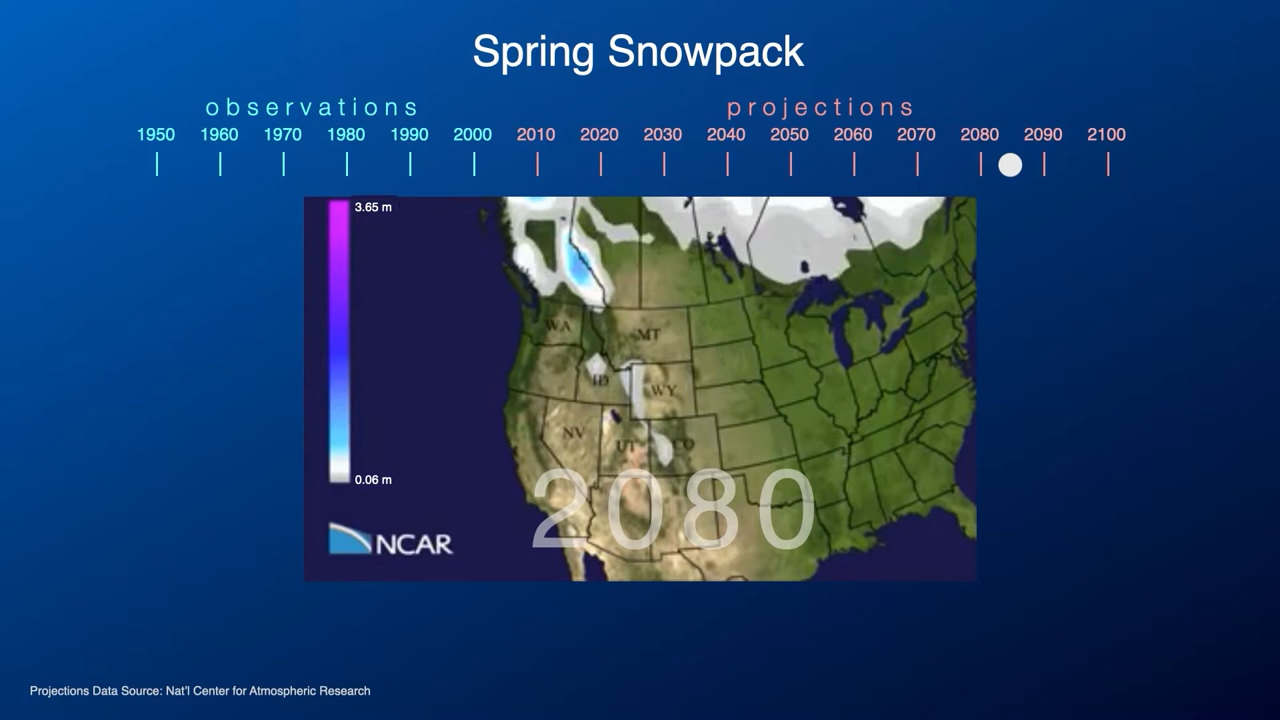 Spring Snowpack
observations projections
1950 1960 1970 1980 1990 2000 2010 2020 2030 2040 2050 2060 2070 2080 2090 2100
3.65 m
WA
MT
ID
WY
NV
UT
CO
0.06 m
2080
NCAR
Projections Data Source: Nat'l Center for Atmospheric Research